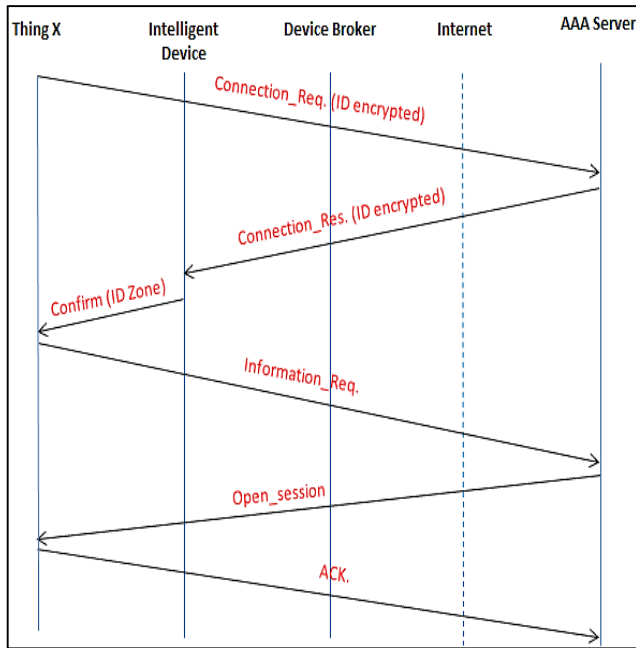 Thing X
Intelligent
Device
Device Broker
Internet
AAA Server
Connection_Req. (ID encrypted)
Connection_Res. (ID encrypted)
Confirm (ID Zone)
Information_Req.
Open_session
ACK.